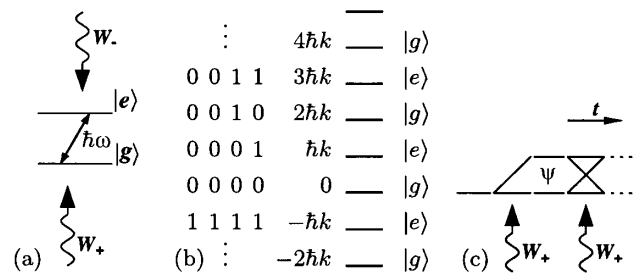 W-
|e⟩
ħω
|g⟩
W+
(a)
⋮ 4ħk |g⟩
0 0 1 1 3ħk |e⟩
0 0 1 0 2ħk |g⟩
0 0 0 1 ħk |e⟩
0 0 0 0 0 |g⟩
1 1 1 1 −ħk |e⟩
(b) ⋮ −2ħk |g⟩
t
ψ
W+ W+
(c)